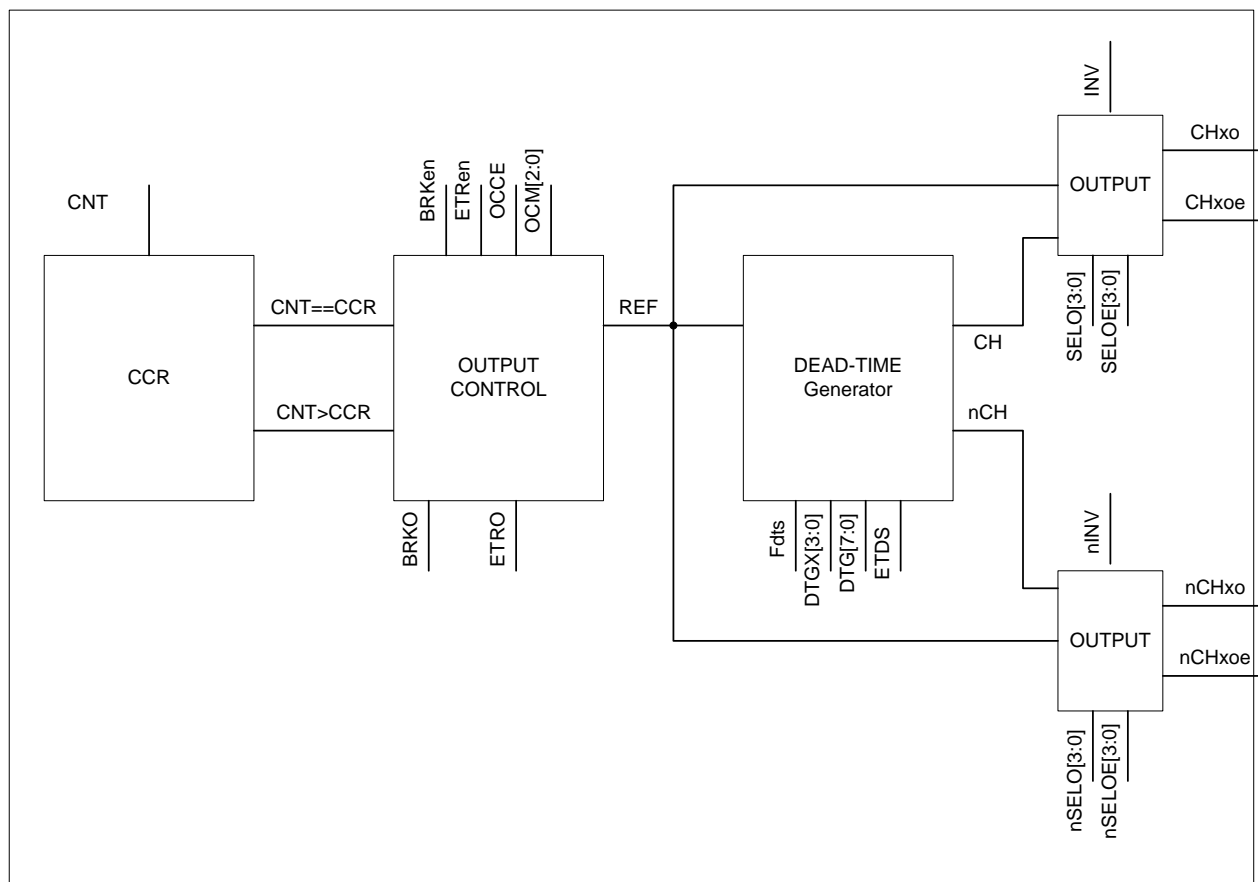 INV
CHxo
CHxoe
OUTPUT
SELO[3:0]
SELOE[3:0]
CNT
BRKen
ETRen
OCCE
OCM[2:0]
CCR
CNT==CCR
CNT>CCR
OUTPUT
CONTROL
REF
BRKO
ETRO
DEAD-TIME
Generator
CH
nCH
Fdts
DTGX[3:0]
DTG[7:0]
ETDS
nINV
nCHxo
nCHxoe
OUTPUT
nSELO[3:0]
nSELOE[3:0]